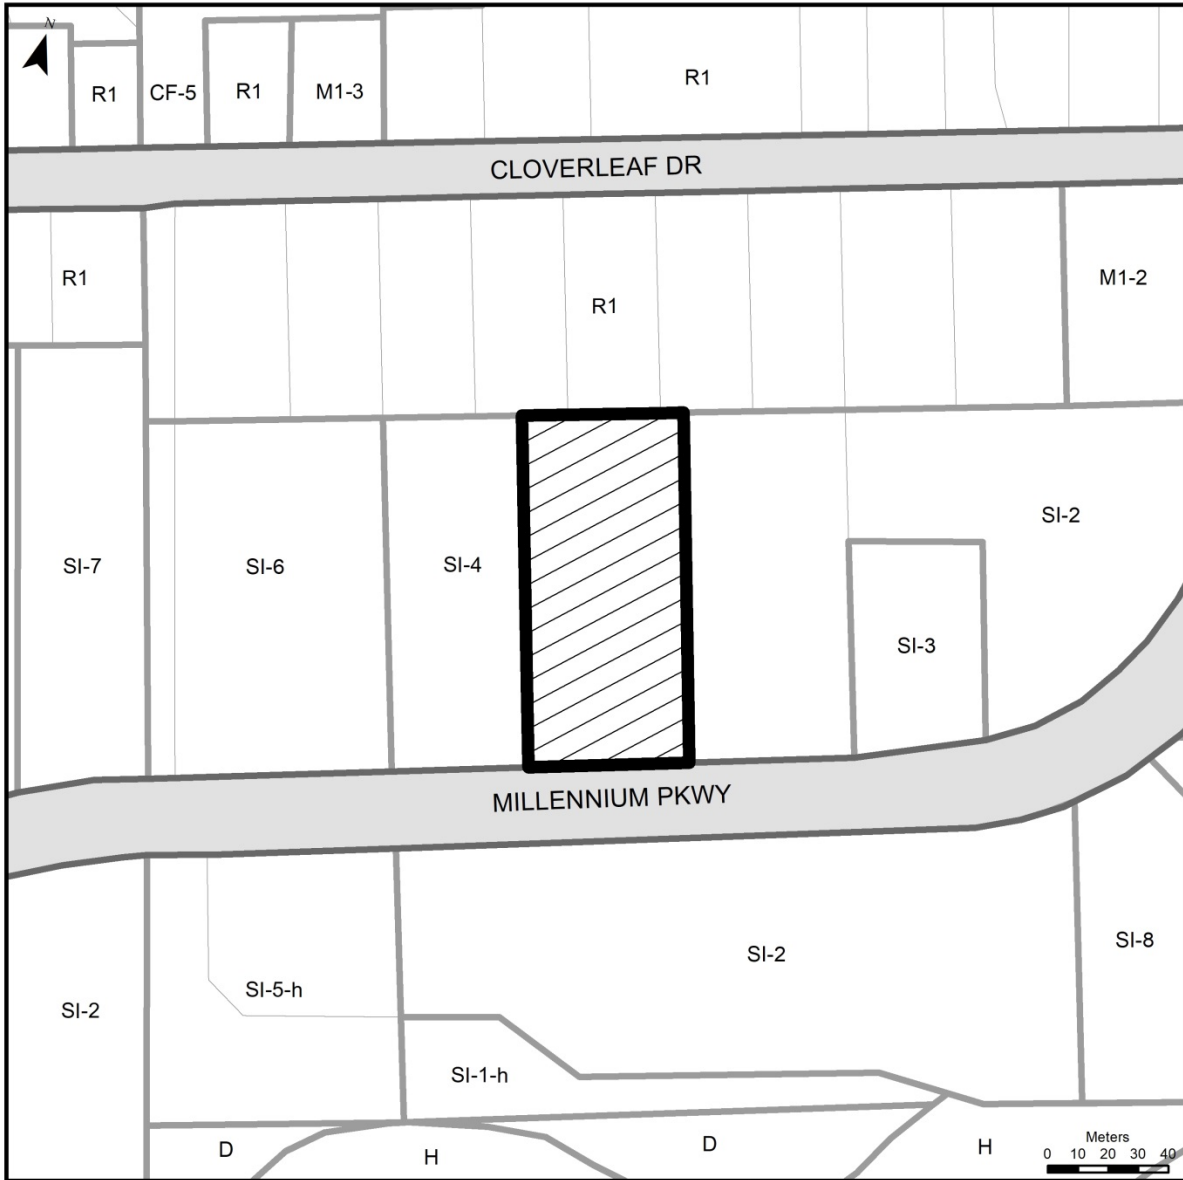 N
R1
CF-5
R1
M1-3
R1
CLOVERLEAF DR
R1
R1
M1-2
SI-7
SI-6
SI-4
SI-2
SI-3
MILLENNIUM PKWY
SI-2
SI-5-h
SI-2
SI-8
SI-1-h
D
H
D
H
Meters
0 10 20 30 40